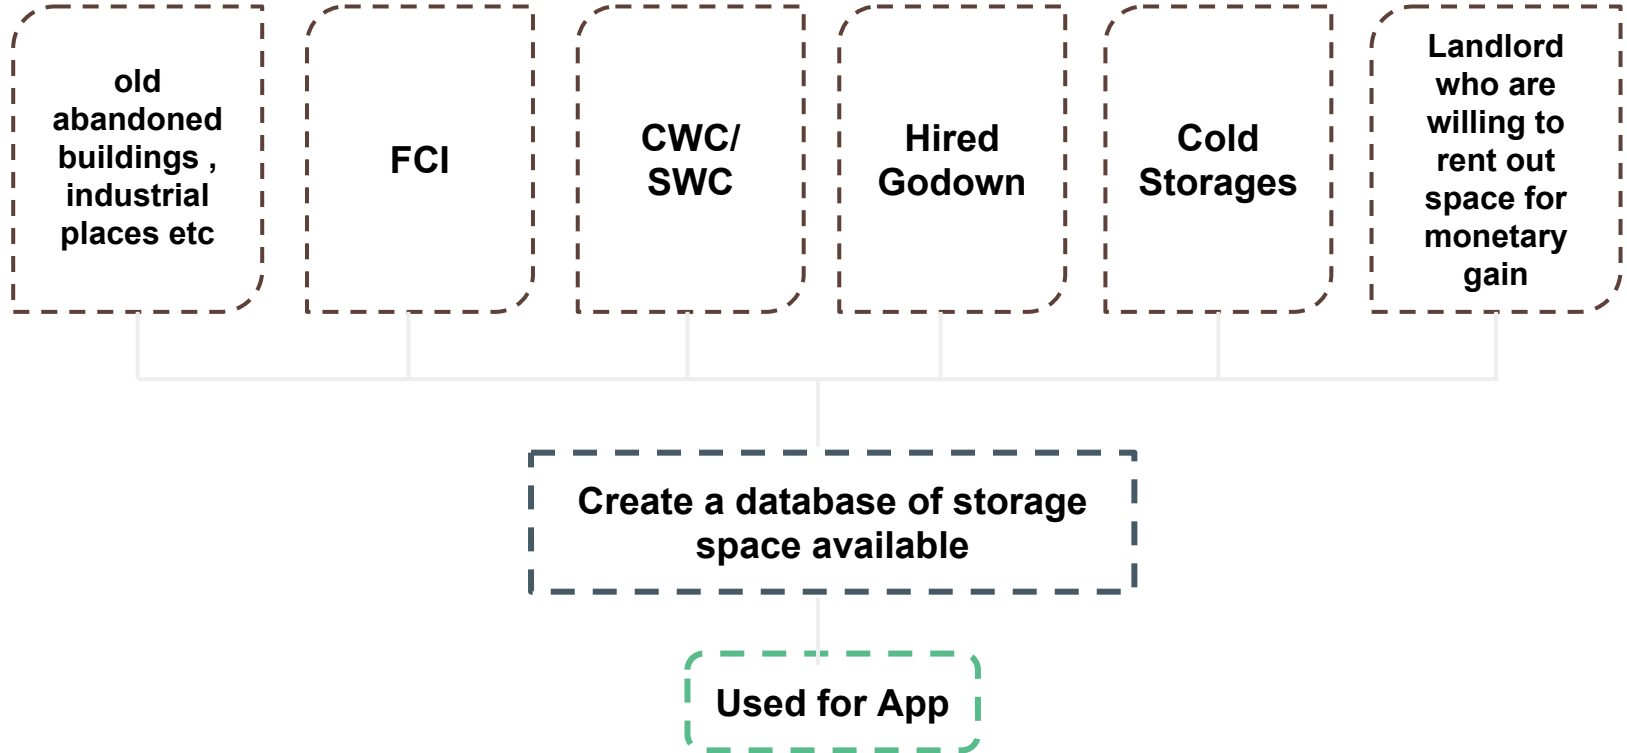 old
abandoned
buildings ,
industrial
places etc
FCI
CWC/
SWC
Hired
Godown
Cold
Storages
Landlord
who are
willing to
rent out
space for
monetary
gain
Create a database of storage
space available
Used for App